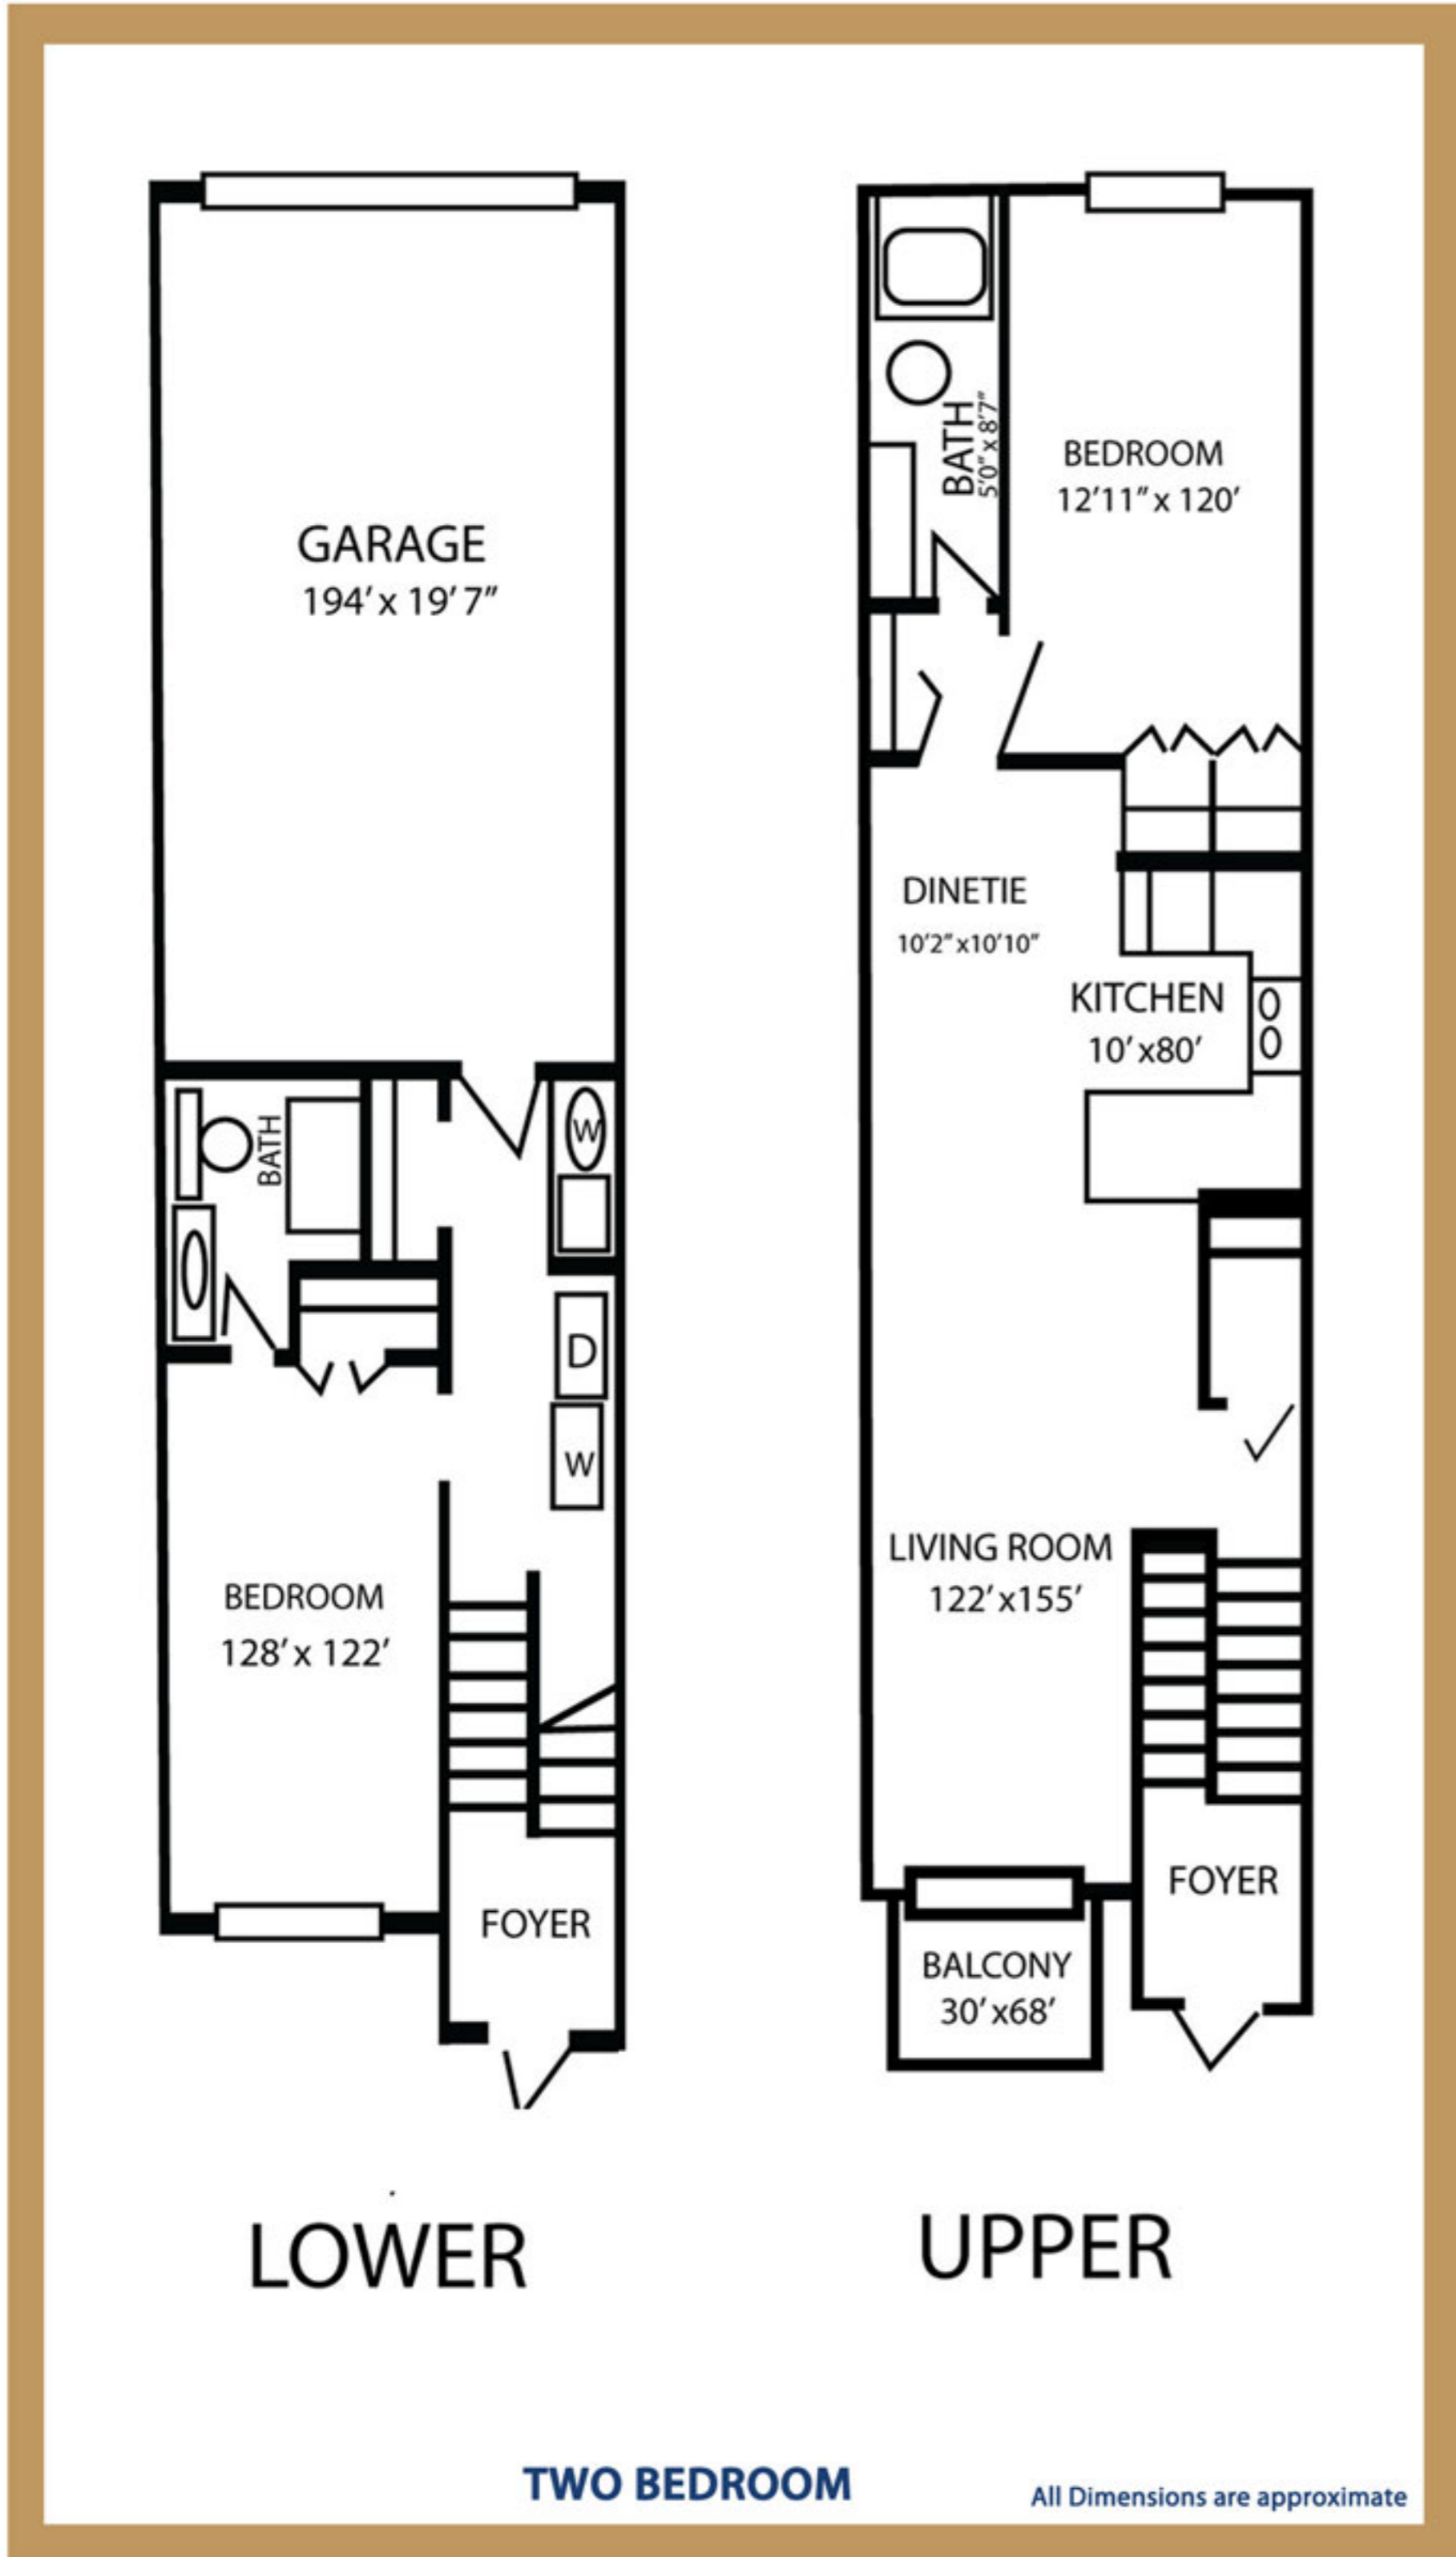 GARAGE
194’ x 19’ 7”
W
BATH
D
W
BEDROOM
128’ x 122’
FOYER
LOWER
BATH
5’0” x 8’7”
BEDROOM
12’11” x 120’
DINETIE
10’2”x10’10”
KITCHEN
10’ x80’
LIVING ROOM
122’ x155’
FOYER
BALCONY
30’ x68’
UPPER
TWO BEDROOM
All Dimensions are approximate